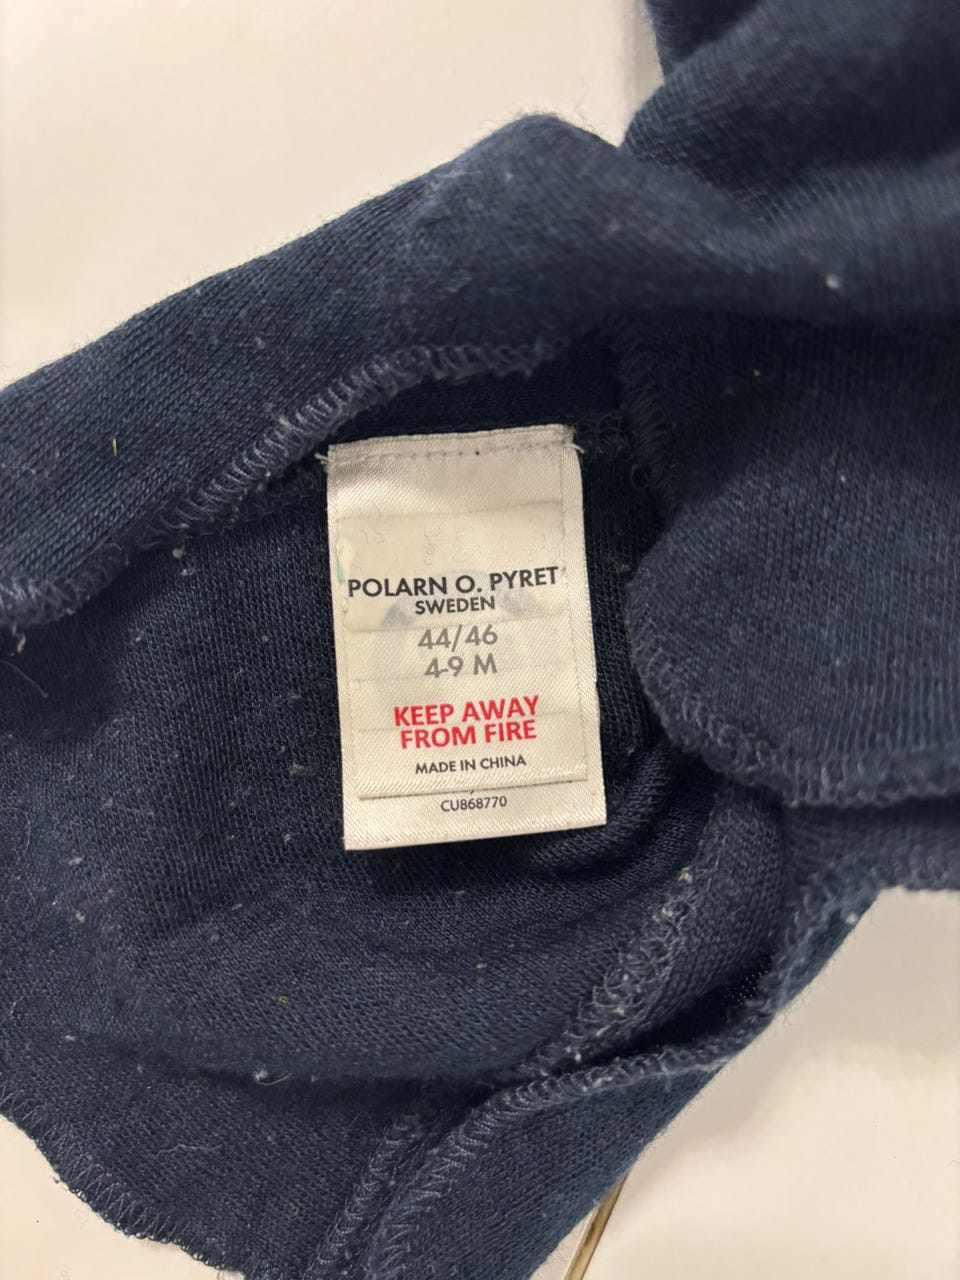 POLARN O. PYRET
SWEDEN
44/46
4-9 M
KEEP AWAY
FROM FIRE
MADE IN CHINA
CU868770